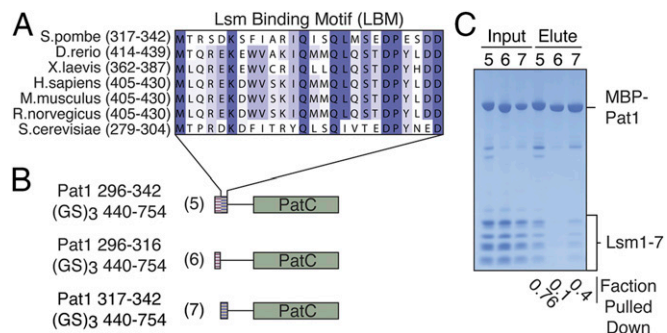 A
Lsm Binding Motif (LBM)
S.pombe (317-342) MTRSDKSFIARIQISQLMSEDPESDD
D.rerio (414-439) MTQREKEWVAKIQMMQLQSTDPYLDD
X.laevis (362-387) MLQREKEWVCRIQLLQLHSTDPYLDD
H.sapiens (405-430) MLQREKEWVSKIQMMQLQSTDPYLDD
M.musculus (405-430) MLQREKEWVSKIQMMQLQSTDPYLDD
R.norvegicus (405-430) MLQREKEWVSKIQMMQLQSTDPYLDD
S.cerevisiae (279-304) MTPRDKDFITRYQLSQIVTEDPYNED
B
Pat1 296-342
(GS)3 440-754
(5)
PatC
Pat1 296-316
(GS)3 440-754
(6)
PatC
Pat1 317-342
(GS)3 440-754
(7)
PatC
C
Input Elute
5 6 7 5 6 7
MBP-
Pat1
Lsm1-7
0.76 0.1 0.4
Faction
Pulled
Down